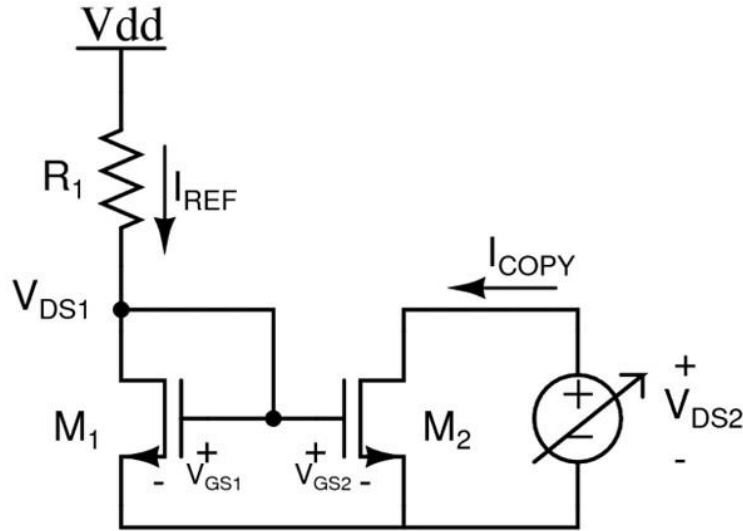 Vdd
R1
IREF
ICOPY
VDS1
+
-
M1
+
-
VGS1
+
-
VGS2
M2
+
-
VDS2